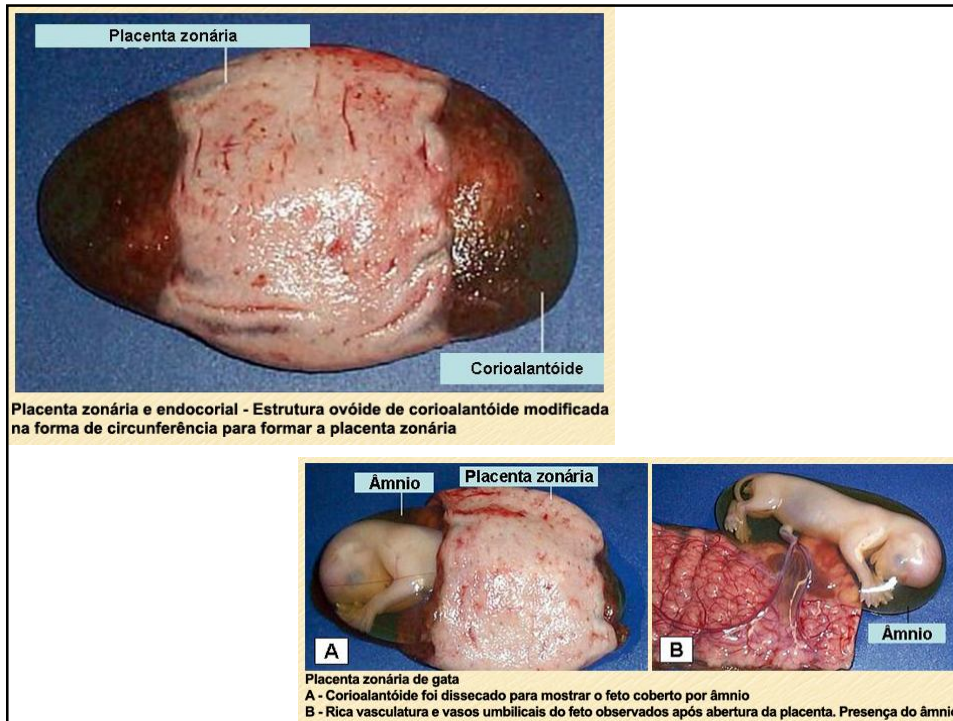 Placenta zonária
Corioalantóide
Placenta zonária e endocorial - Estrutura ovóide de corioalantóide modificada
na forma de circunferência para formar a placenta zonária
Âmnio
Placenta zonária
A
B
Âmnio
Placenta zonária de gata
A - Corioalantóide foi dissecado para mostrar o feto coberto por âmnio
B - Rica vasculatura e vasos umbilicais do feto observados após abertura da placenta. Presença do âmnio